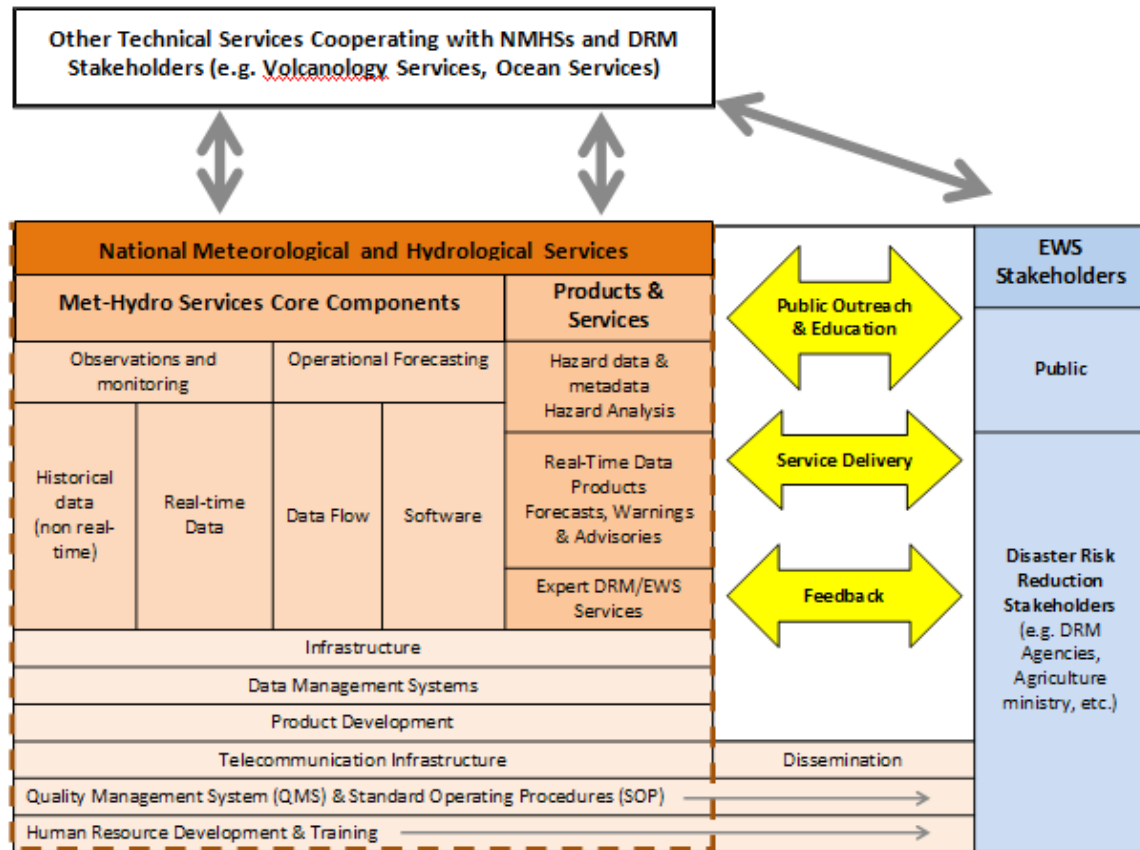 Other Technical Services Cooperating with NMHSs and DRM
Stakeholders (e.g. Volcanology Services, Ocean Services)
National Meteorological and Hydrological Services
Met-Hydro Services Core Components
Products &
Services
Observations and
monitoring
Operational Forecasting
Historical
data
(non real-
time)
Real-time
Data
Data Flow
Software
Hazard data &
metadata
Hazard Analysis
Real-Time Data
Products
Forecasts, Warnings
& Advisories
Expert DRM/EWS
Services
Infrastructure
Data Management Systems
Product Development
Telecommunication Infrastructure
Dissemination
Quality Management System (QMS) & Standard Operating Procedures (SOP)
Human Resource Development & Training
Public Outreach
& Education
Service Delivery
Feedback
EWS
Stakeholders
Public
Disaster Risk
Reduction
Stakeholders
(e.g. DRM
Agencies,
Agriculture
ministry, etc.)